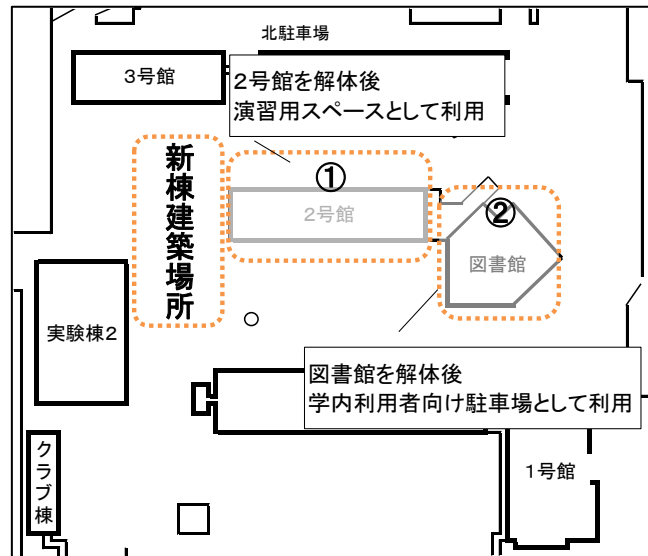 北駐車場
3号館
2号館を解体後
演習用スペースとして利用
新棟建築場所
①
2号館
②
図書館
実験棟2
図書館を解体後
学内利用者向け駐車場として利用
クラブ棟
1号館